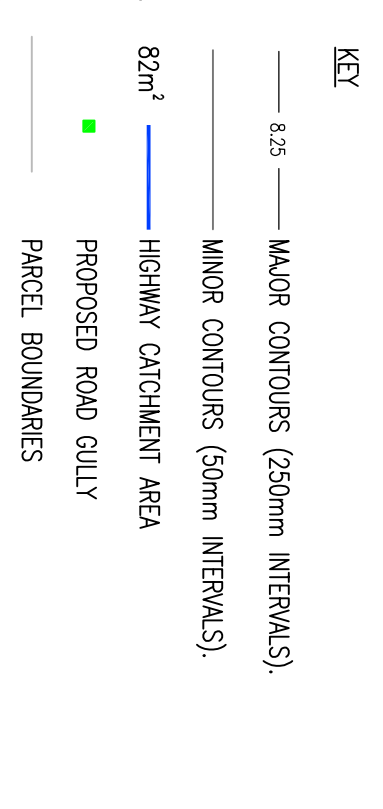 KEY
8.25 MAJOR CONTOURS (250mm INTERVALS).
MINOR CONTOURS (50mm INTERVALS).
82m² HIGHWAY CATCHMENT AREA
PROPOSED ROAD GULLY
PARCEL BOUNDARIES